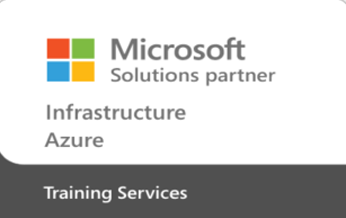 Microsoft
Solutions partner
Infrastructure
Azure
Training Services